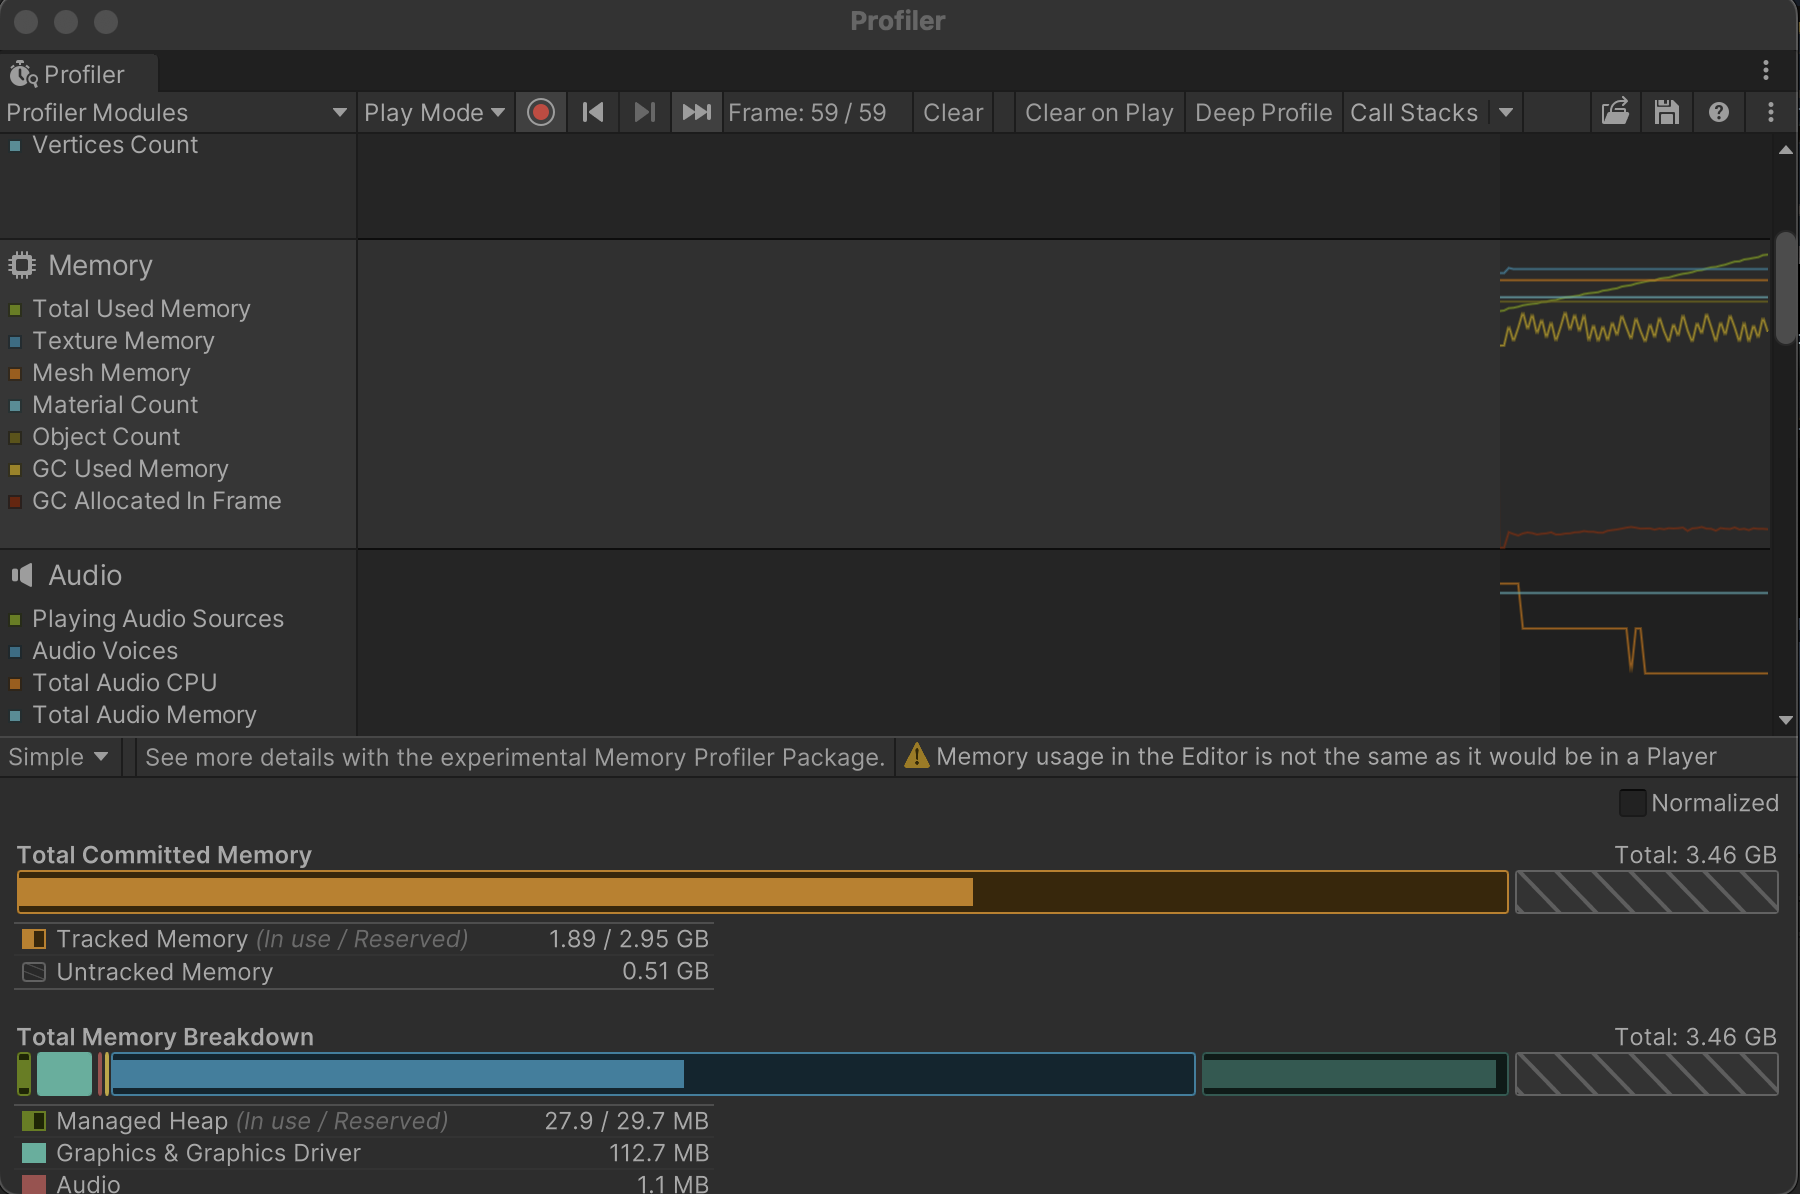 Profiler
Profiler
Profiler Modules Play Mode Frame: 59 / 59 Clear Clear on Play Deep Profile Call Stacks
Vertices Count
Memory
Total Used Memory
Texture Memory
Mesh Memory
Material Count
Object Count
GC Used Memory
GC Allocated In Frame
Audio
Playing Audio Sources
Audio Voices
Total Audio CPU
Total Audio Memory
Simple See more details with the experimental Memory Profiler Package. Memory usage in the Editor is not the same as it would be in a Player
Normalized
Total Committed Memory Total: 3.46 GB
Tracked Memory (In use / Reserved) 1.89 / 2.95 GB
Untracked Memory 0.51 GB
Total Memory Breakdown Total: 3.46 GB
Managed Heap (In use / Reserved) 27.9 / 29.7 MB
Graphics & Graphics Driver 112.7 MB
Audio 1.1 MB